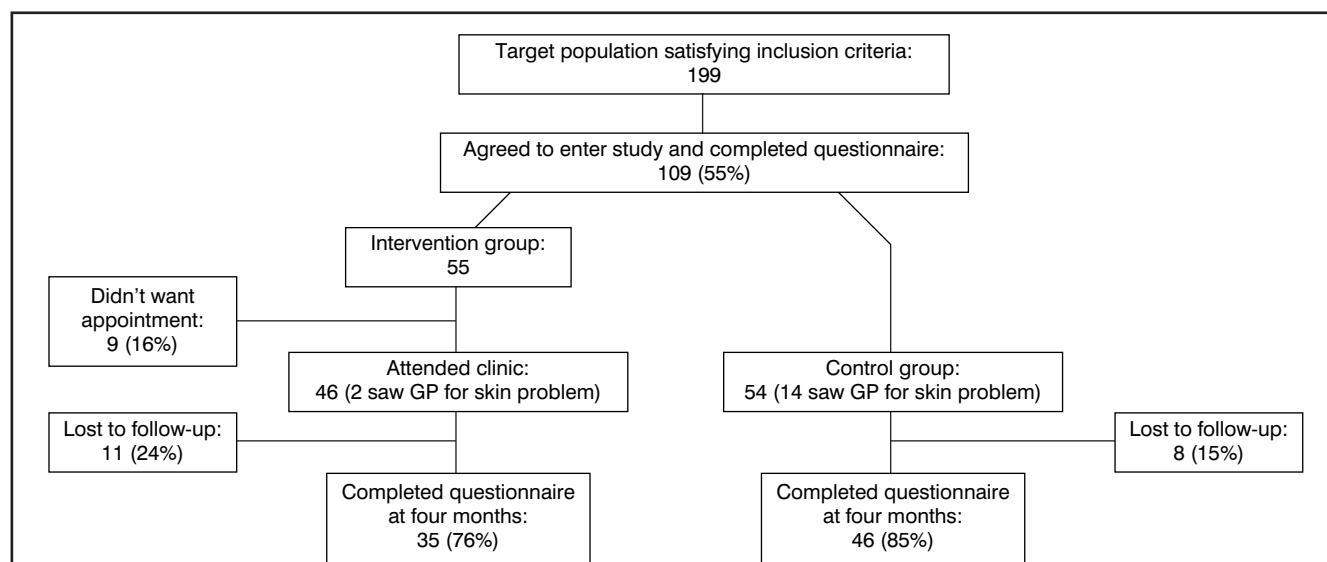 Target population satisfying inclusion criteria:
199
Agreed to enter study and completed questionnaire:
109 (55%)
Intervention group:
55
Didn't want
appointment:
9 (16%)
Attended clinic:
46 (2 saw GP for skin problem)
Control group:
54 (14 saw GP for skin problem)
Lost to follow-up:
11 (24%)
Lost to follow-up:
8 (15%)
Completed questionnaire
at four months:
35 (76%)
Completed questionnaire
at four months:
46 (85%)